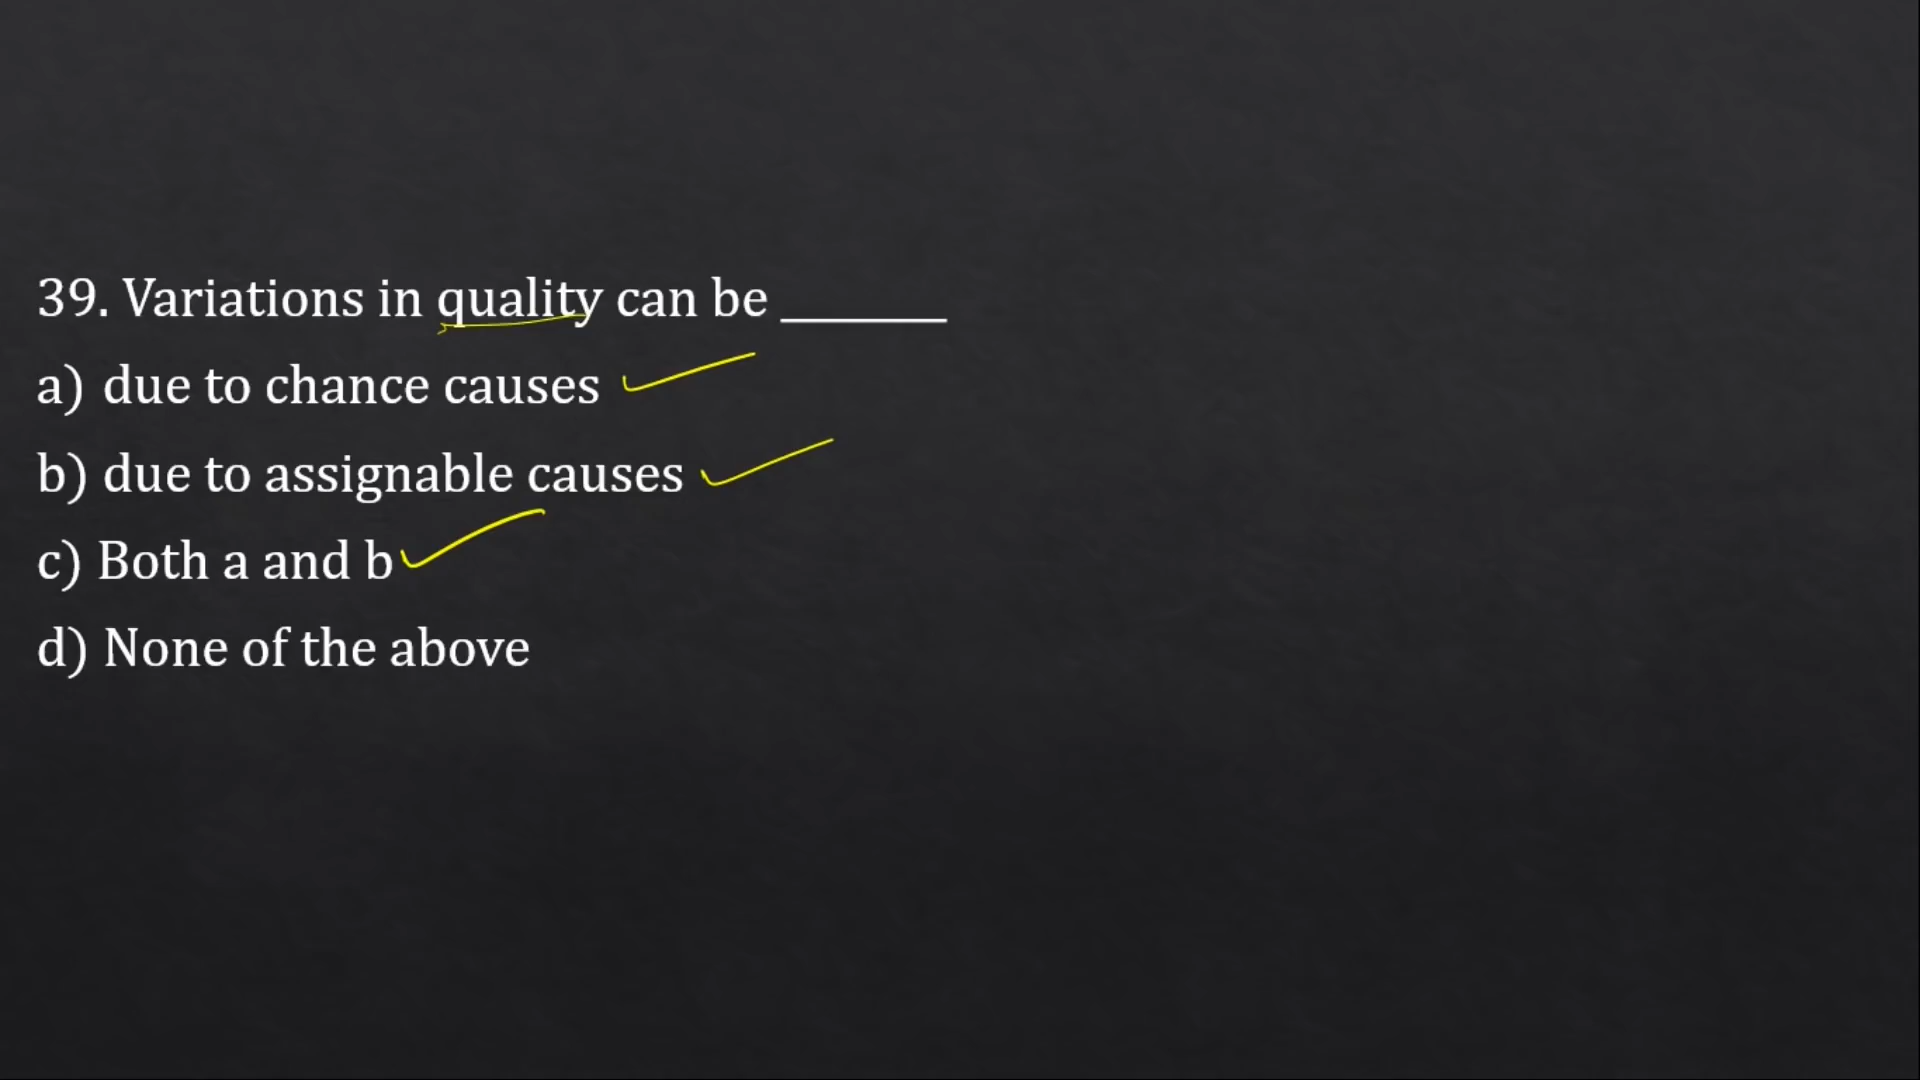 39. Variations in quality can be _______
a) due to chance causes
b) due to assignable causes
c) Both a and b
d) None of the above